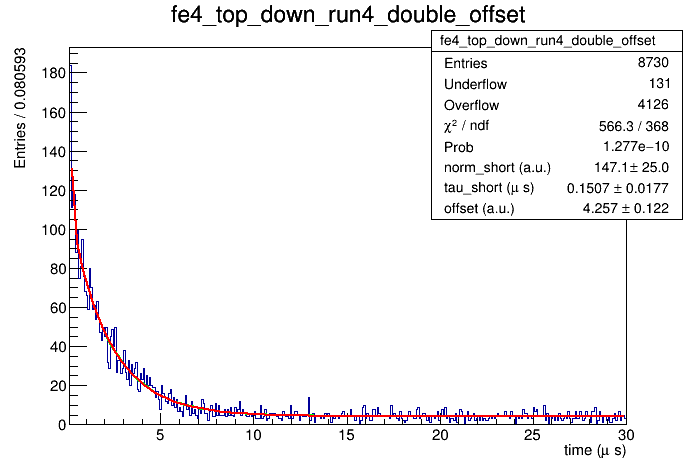 fe4_top_down_run4_double_offset
fe4_top_down_run4_double_offset
Entries 8730
Underflow 131
Overflow 4126
χ² / ndf 566.3 / 368
Prob 1.277e−10
norm_short (a.u.) 147.1 ± 25.0
tau_short (μ s) 0.1507 ± 0.0177
offset (a.u.) 4.257 ± 0.122
Entries / 0.080593
180
160
140
120
100
80
60
40
20
0
5 10 15 20 25 30
time (μ s)